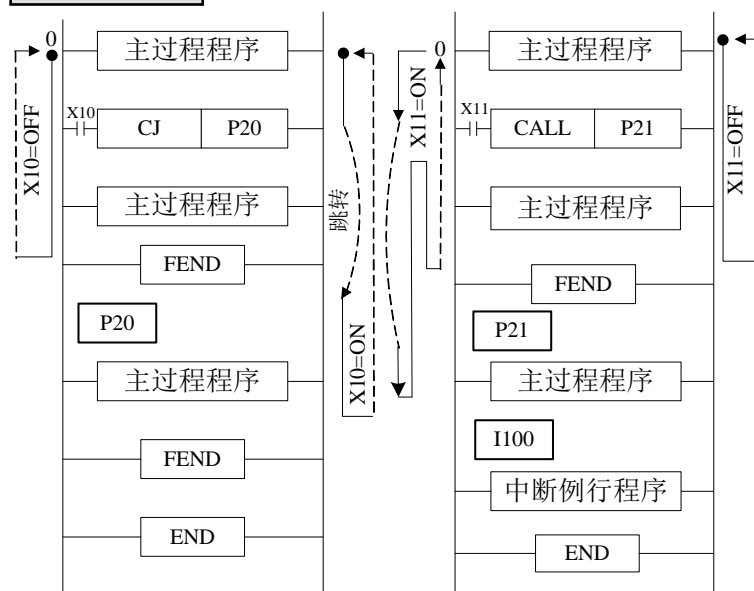 0
主过程程序
X10
CJ P20
X10=OFF
主过程程序
跳转
FEND
P20
X10=ON
主过程程序
FEND
END
0
主过程程序
X11=ON
X11
CALL P21
X11=OFF
主过程程序
FEND
P21
主过程程序
I100
中断例行程序
END